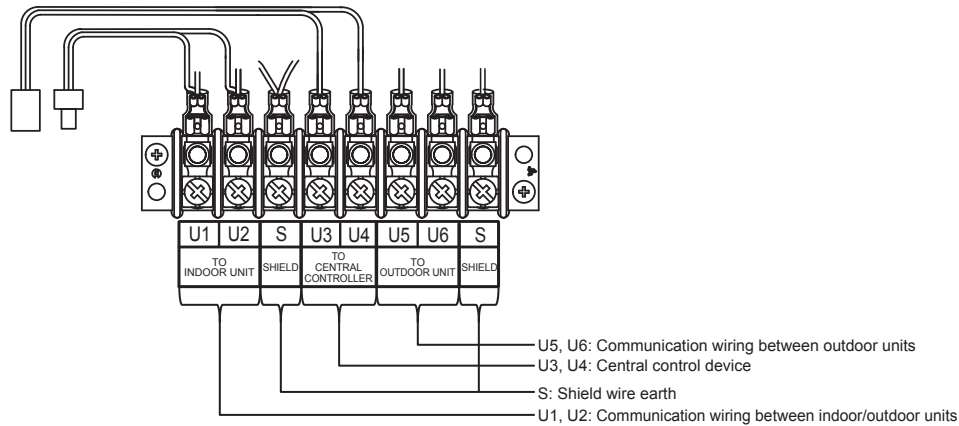 U1 U2 S U3 U4 U5 U6 S
TO
INDOOR UNIT
SHIELD
TO
CENTRAL
CONTROLLER
TO
OUTDOOR UNIT
SHIELD
U5, U6: Communication wiring between outdoor units
U3, U4: Central control device
S: Shield wire earth
U1, U2: Communication wiring between indoor/outdoor units